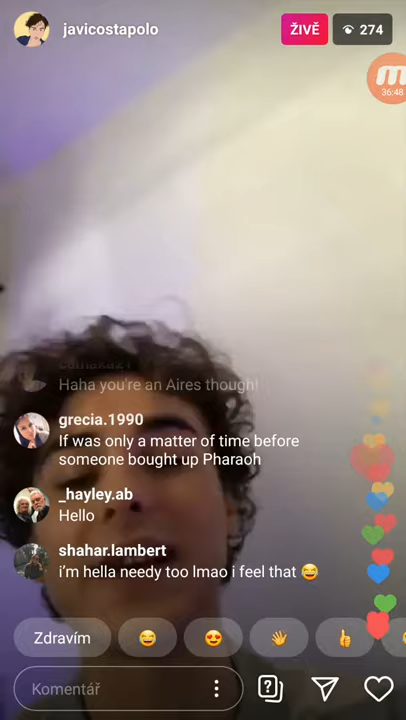 javicostapolo
ŽIVĚ
274
36:48
Haha you're an Aires though!
grecia.1990
If was only a matter of time before
someone bought up Pharaoh
_hayley.ab
Hello
shahar.lambert
i'm hella needy too lmao i feel that 😂
Zdravím
Komentář